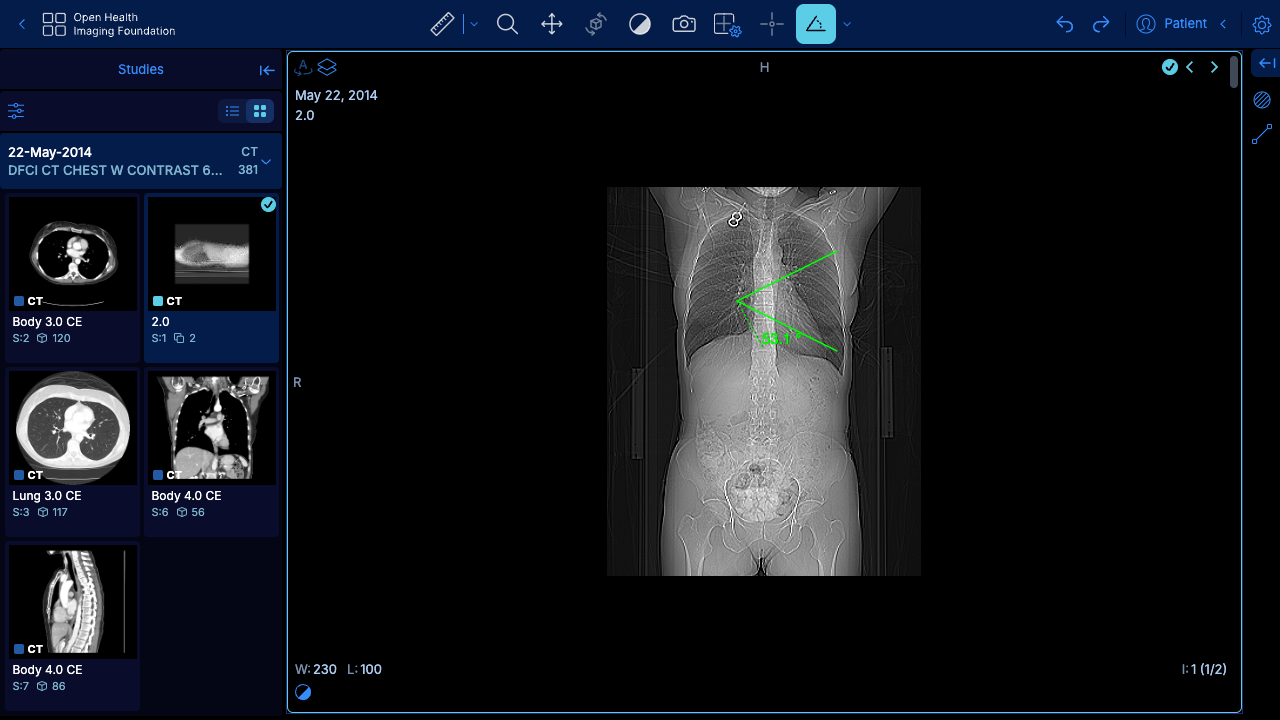 Open Health
Imaging Foundation
Patient
Studies
22-May-2014
CT
DFCI CT CHEST W CONTRAST 6...
381
CT
Body 3.0 CE
S:2 120
CT
2.0
S:1 2
CT
Lung 3.0 CE
S:3 117
CT
Body 4.0 CE
S:6 56
CT
Body 4.0 CE
S:7 86
A
H
May 22, 2014
2.0
R
53.1 °
W: 230 L: 100
I: 1 (1/2)